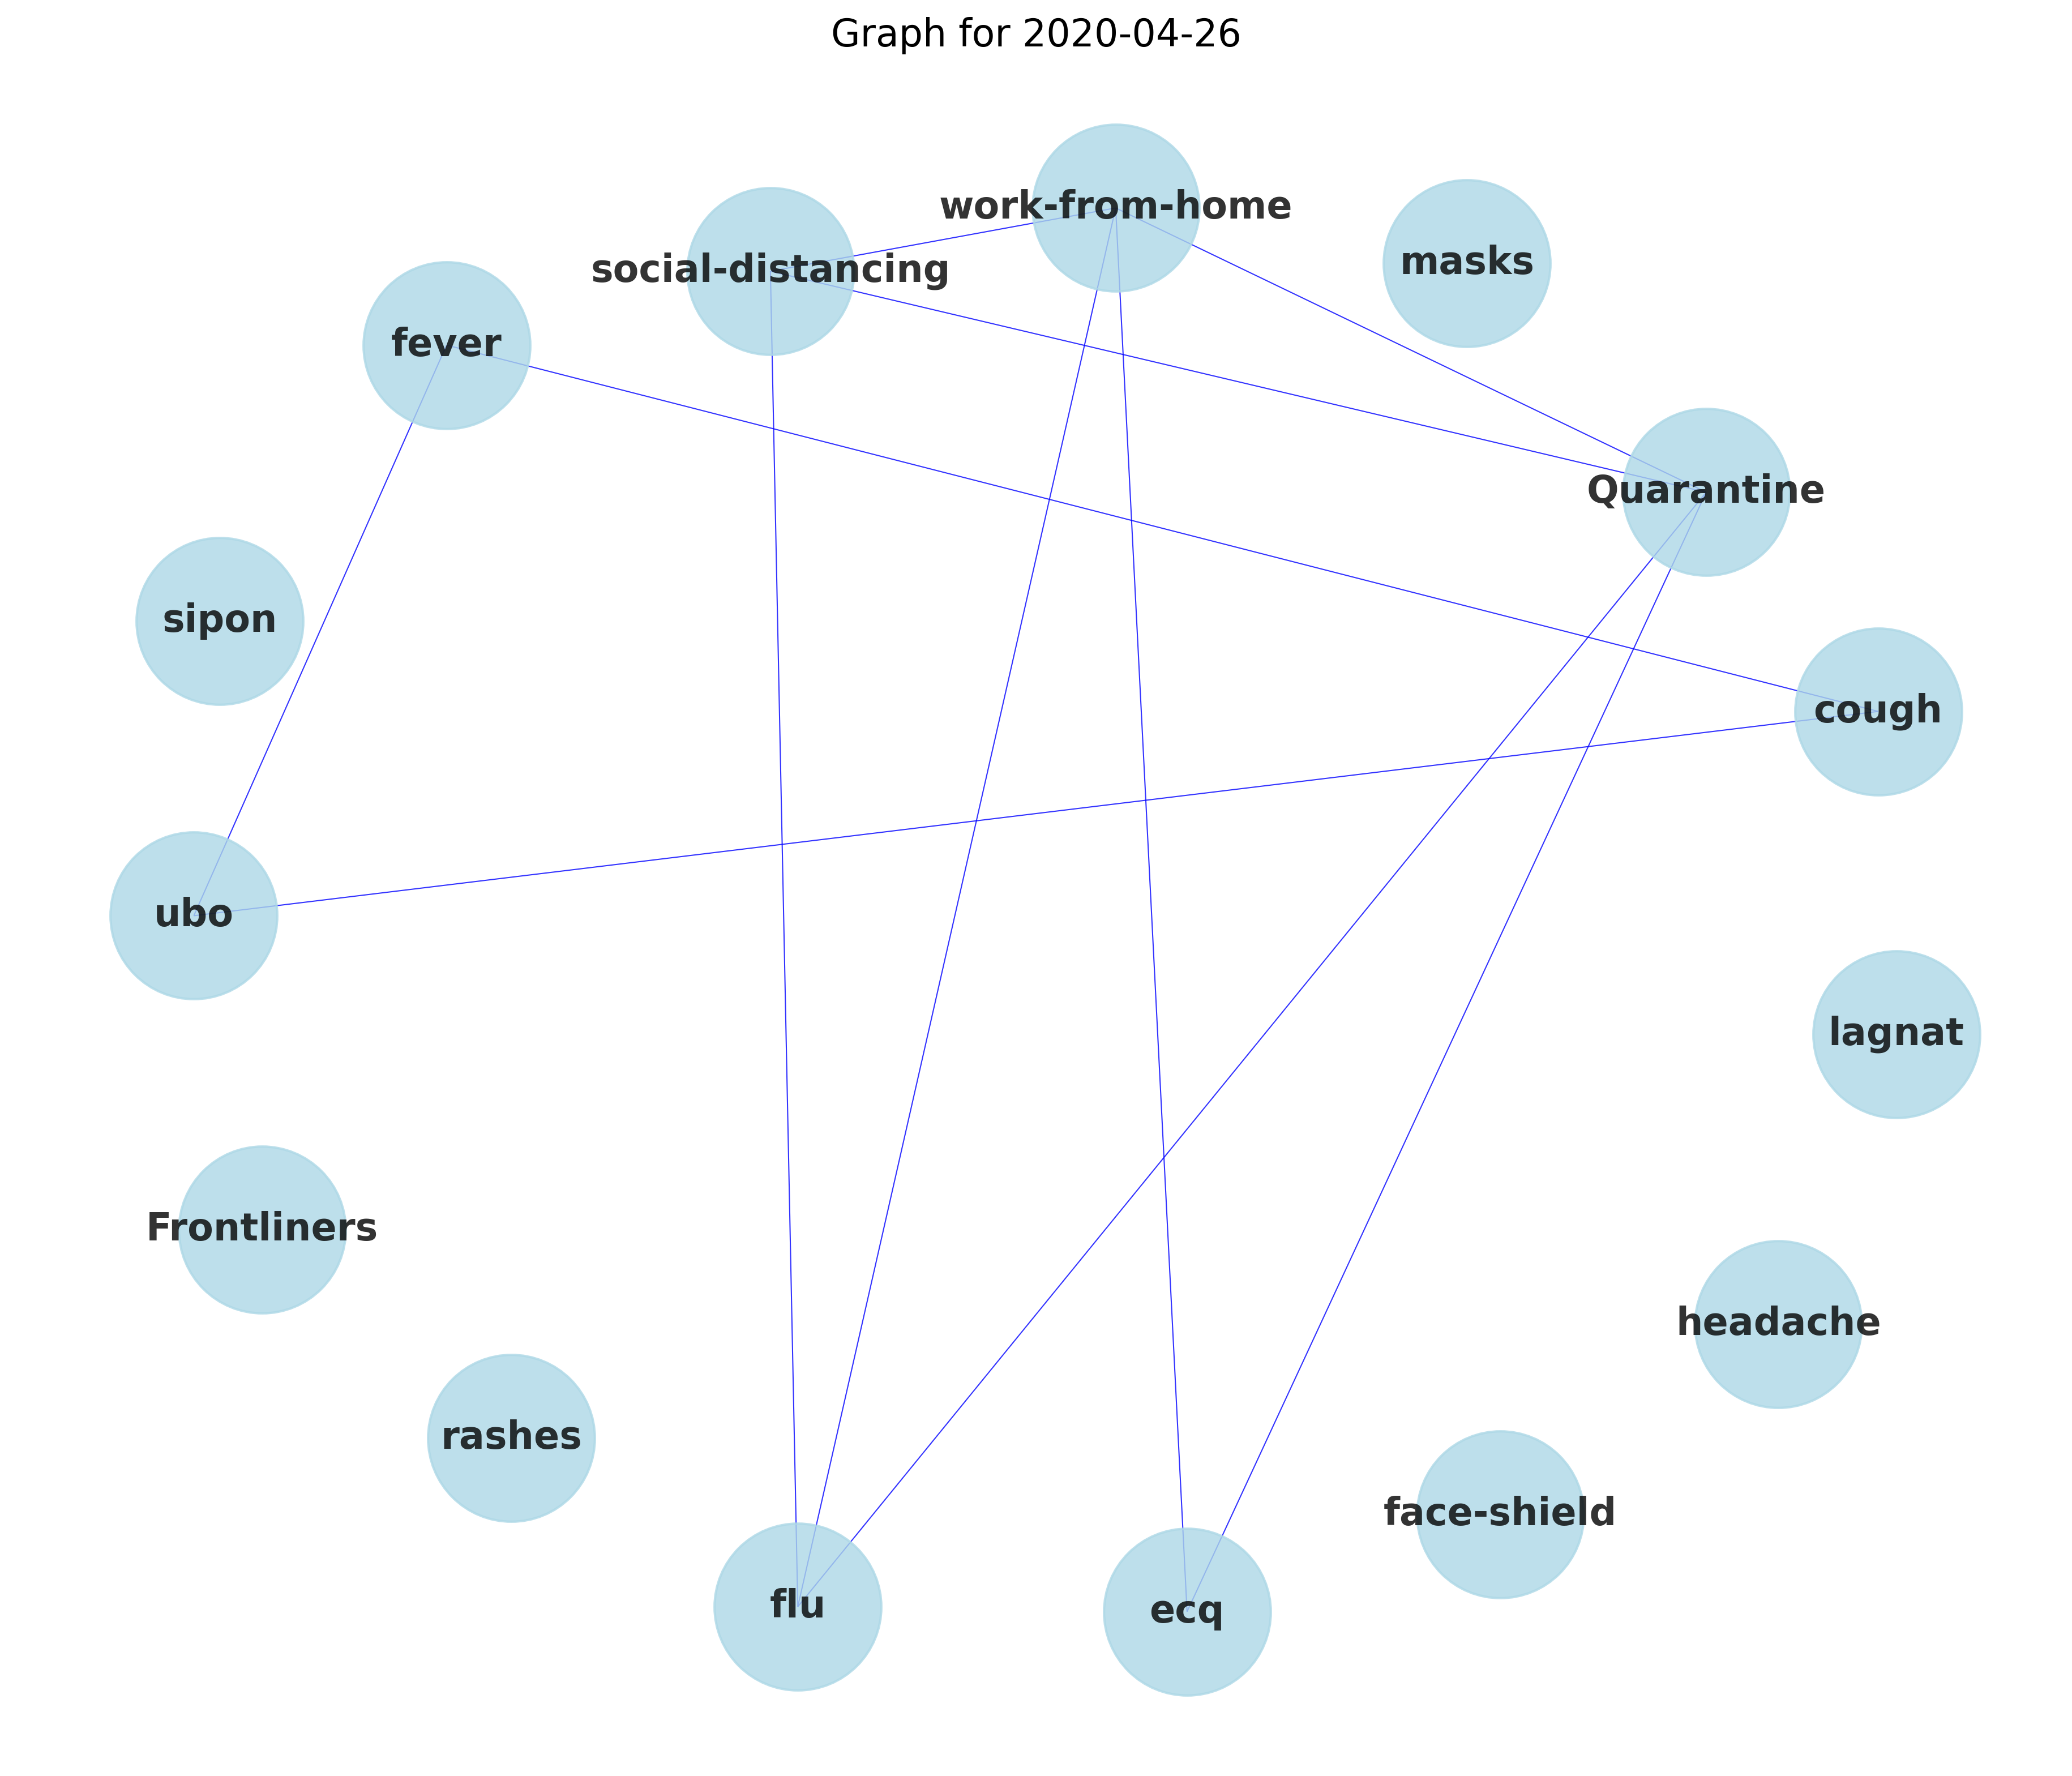 Graph for 2020-04-26
work-from-home
masks
social-distancing
fever
Quarantine
sipon
cough
ubo
lagnat
Frontliners
headache
rashes
face-shield
flu
ecq